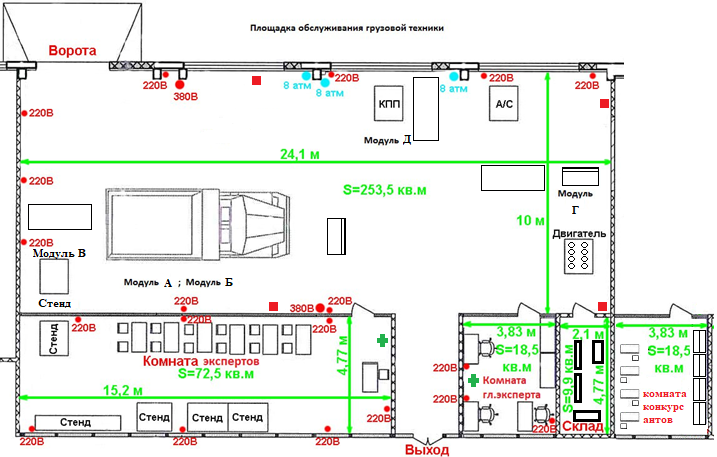 Площадка обслуживания грузовой техники
Ворота
220В
380В
8 атм
8 атм
220В
8 атм
220В
220В
220В
КПП
А/С
Модуль Д
24,1 м
220В
S=253,5 кв.м
10 м
Модуль
Г
Двигатель
220В
Модуль В
Стенд
Модуль А ; Модуль Б
380В
220В
220В
220В
220В
220В
Стенд
Комната экспертов
S=72,5 кв.м
4,77 м
15,2 м
220В
Стенд
Стенд
Стенд
Стенд
220В
220В
220В
3,83 м
S=18,5
кв.м
220В
Комната
гл.эксперта
220В
220В
Выход
2,1 м
S=9,9 кв.м
4,77 м
Склад
3,83 м
S=18,5
кв.м
комната
конкурс
антов